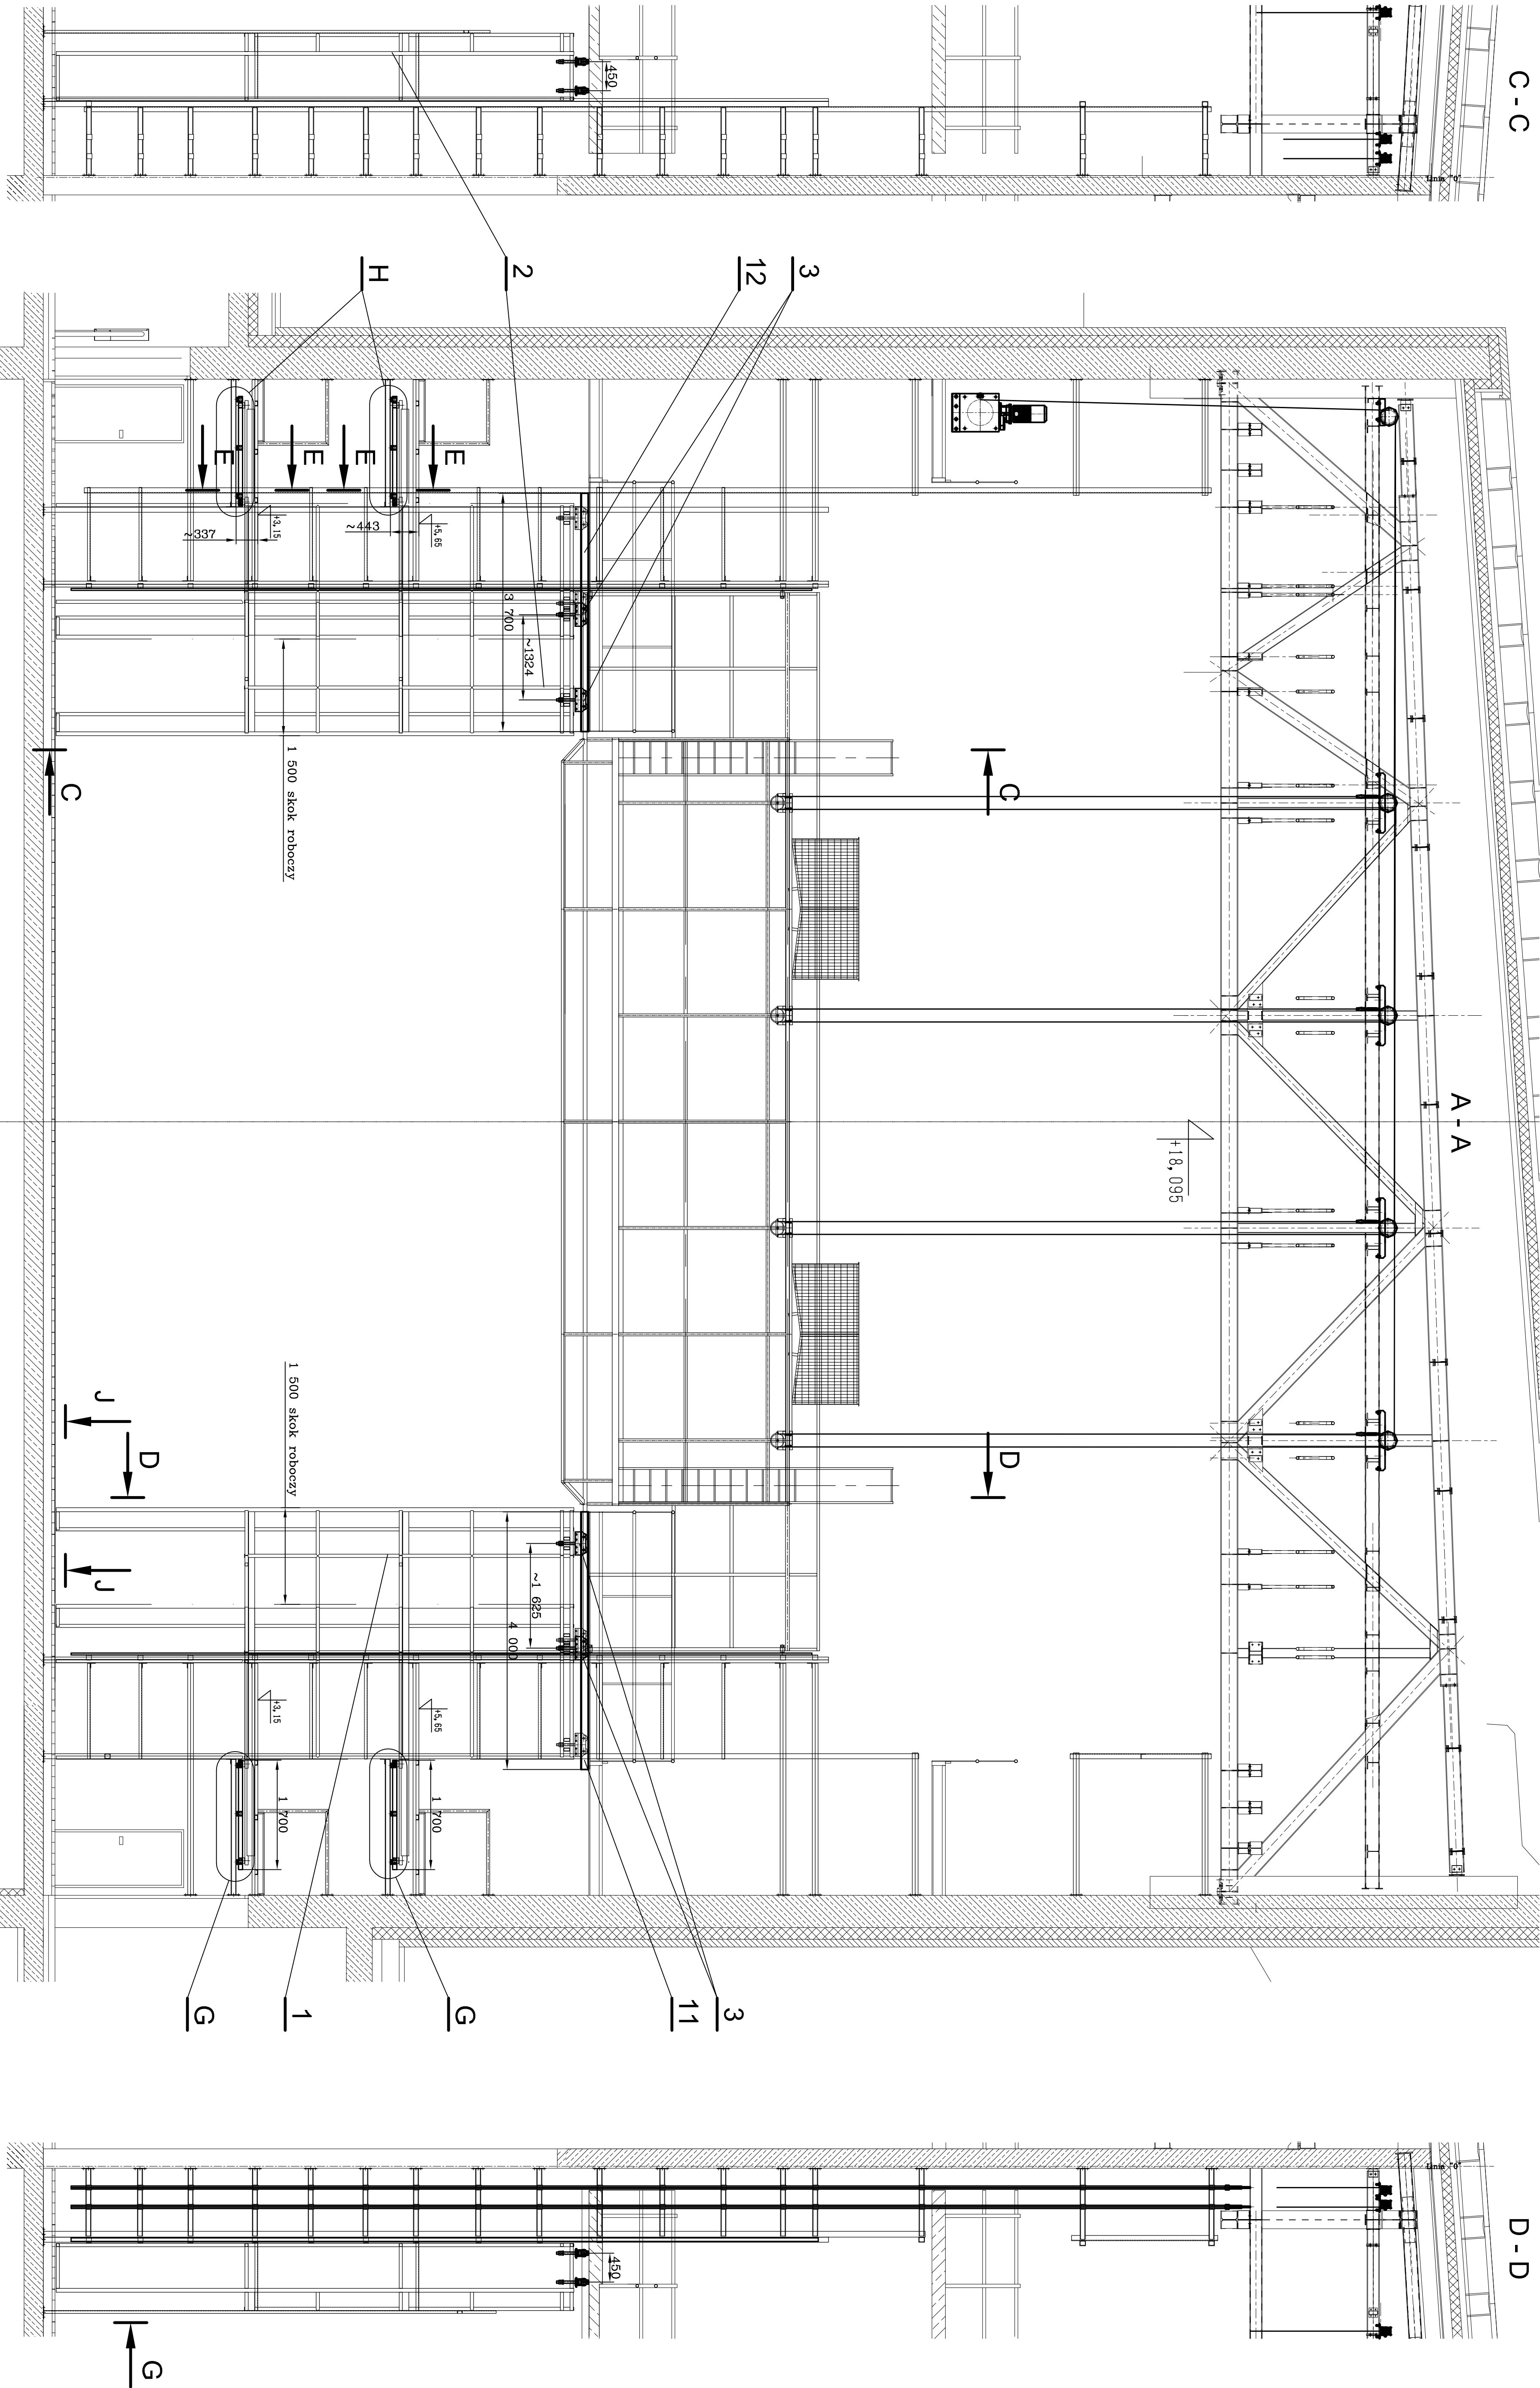 C - C
Linia "0"
450
H
2
12
3
A - A
+18,095
E
E
E
E
~337
+3,15
~443
+5,65
3 700
~1324
1 500 skok roboczy
C
C
J
D
D
1 500 skok roboczy
J
~1 625
4 000
+3,15
+5,65
1 700
1 700
G
1
G
11
3
D - D
Linia "0"
450
G